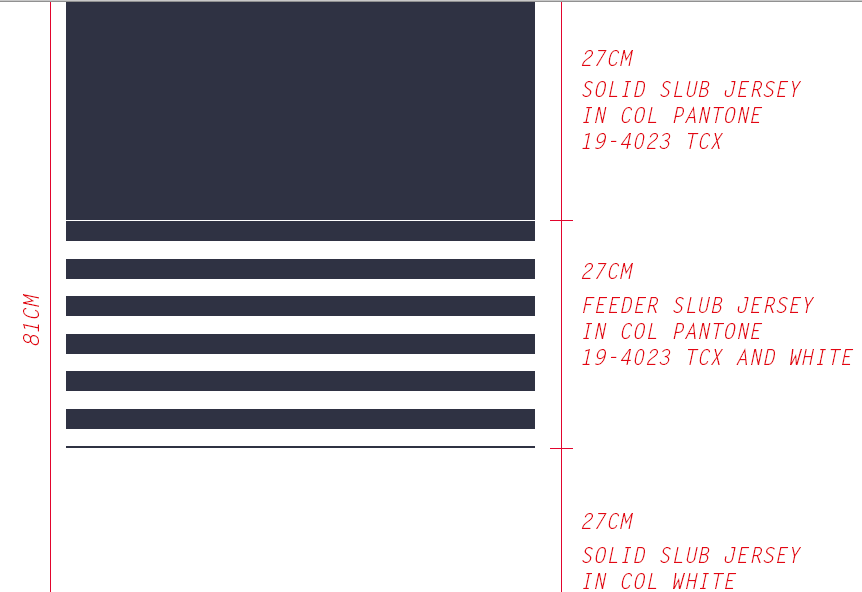 27CM
SOLID SLUB JERSEY
IN COL PANTONE
19-4023 TCX
81CM
27CM
FEEDER SLUB JERSEY
IN COL PANTONE
19-4023 TCX AND WHITE
27CM
SOLID SLUB JERSEY
IN COL WHITE